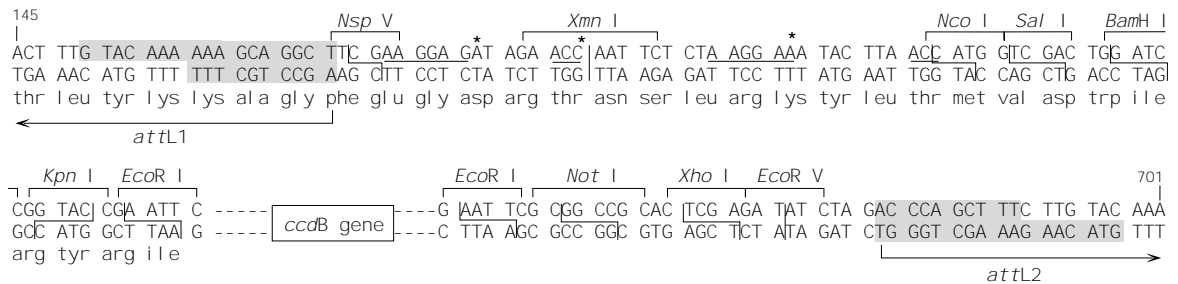 145
Nsp V Xmn I Nco I Sal I BamH I
* * *
ACT TTG TAC AAA AAA GCA GGC TTC GAA GGA GAT AGA ACC AAT TCT CTA AGG AAA TAC TTA ACC ATG GTC GAC TGG ATC
TGA AAC ATG TTT TTT CGT CCG AAG CTT CCT CTA TCT TGG TTA AGA GAT TCC TTT ATG AAT TGG TAC CAG CTG ACC TAG
thr leu tyr lys lys ala gly phe glu gly asp arg thr asn ser leu arg lys tyr leu thr met val asp trp ile
attL1
Kpn I EcoR I EcoR I Not I Xho I EcoR V 701
CGG TAC CGA ATT C ----- ccdB gene ---- G AAT TCG CGG CCG CAC TCG AGA TAT CTA GAC CCA GCT TTC TTG TAC AAA
GCC ATG GCT TAA G ----- ---- C TTA AGC GCC GGC GTG AGC TCT ATA GAT CTG GGT CGA AAG AAC ATG TTT
arg tyr arg ile
attL2